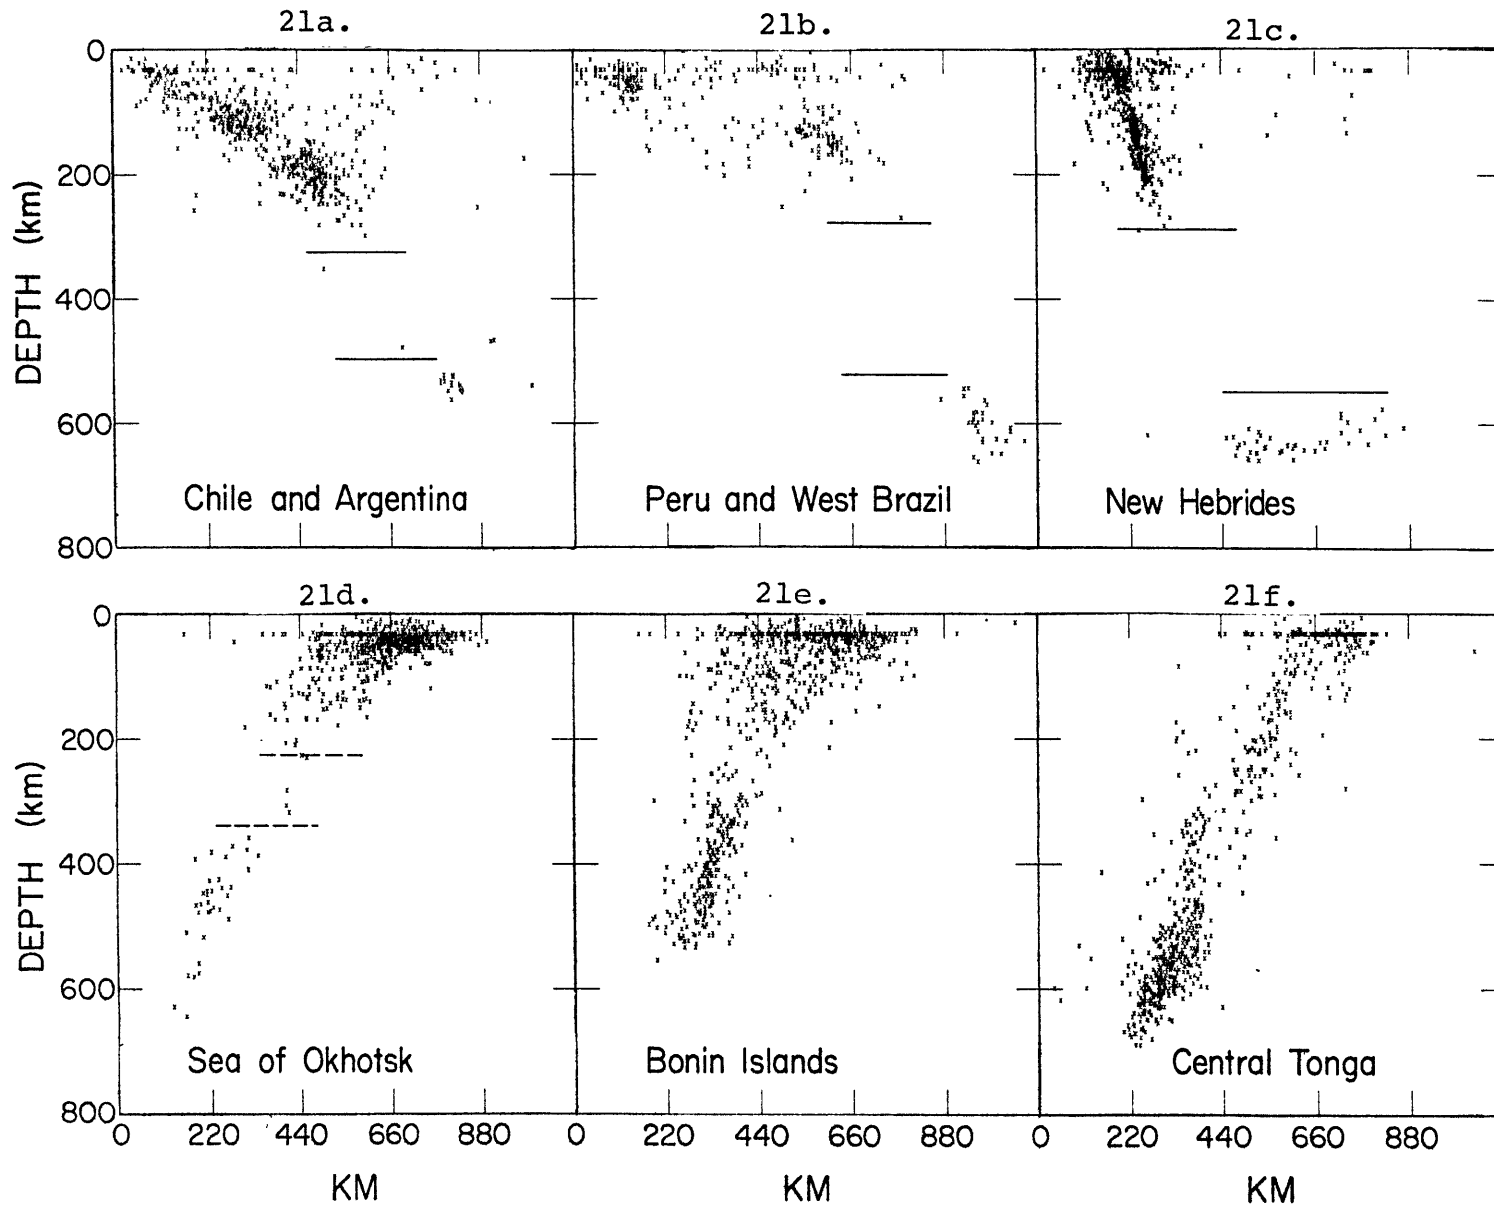 21a. 21b. 21c.
0
200
400
600
800
DEPTH (km)
Chile and Argentina
Peru and West Brazil
New Hebrides
21d. 21e. 21f.
0
200
400
600
800
DEPTH (km)
Sea of Okhotsk
Bonin Islands
Central Tonga
0 220 440 660 880 0 220 440 660 880 0 220 440 660 880
KM KM KM